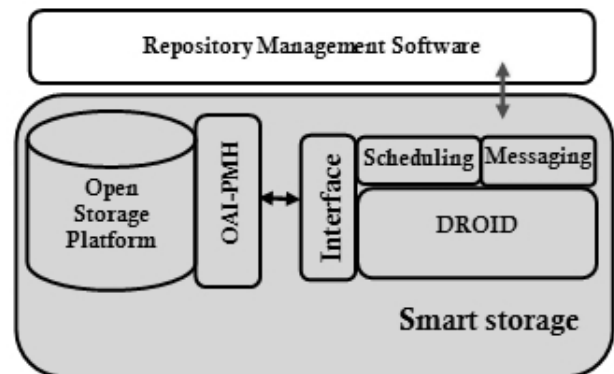 Repository Management Software
Open
Storage
Platform
OAI-PMH
Interface
Scheduling
Messaging
DROID
Smart storage